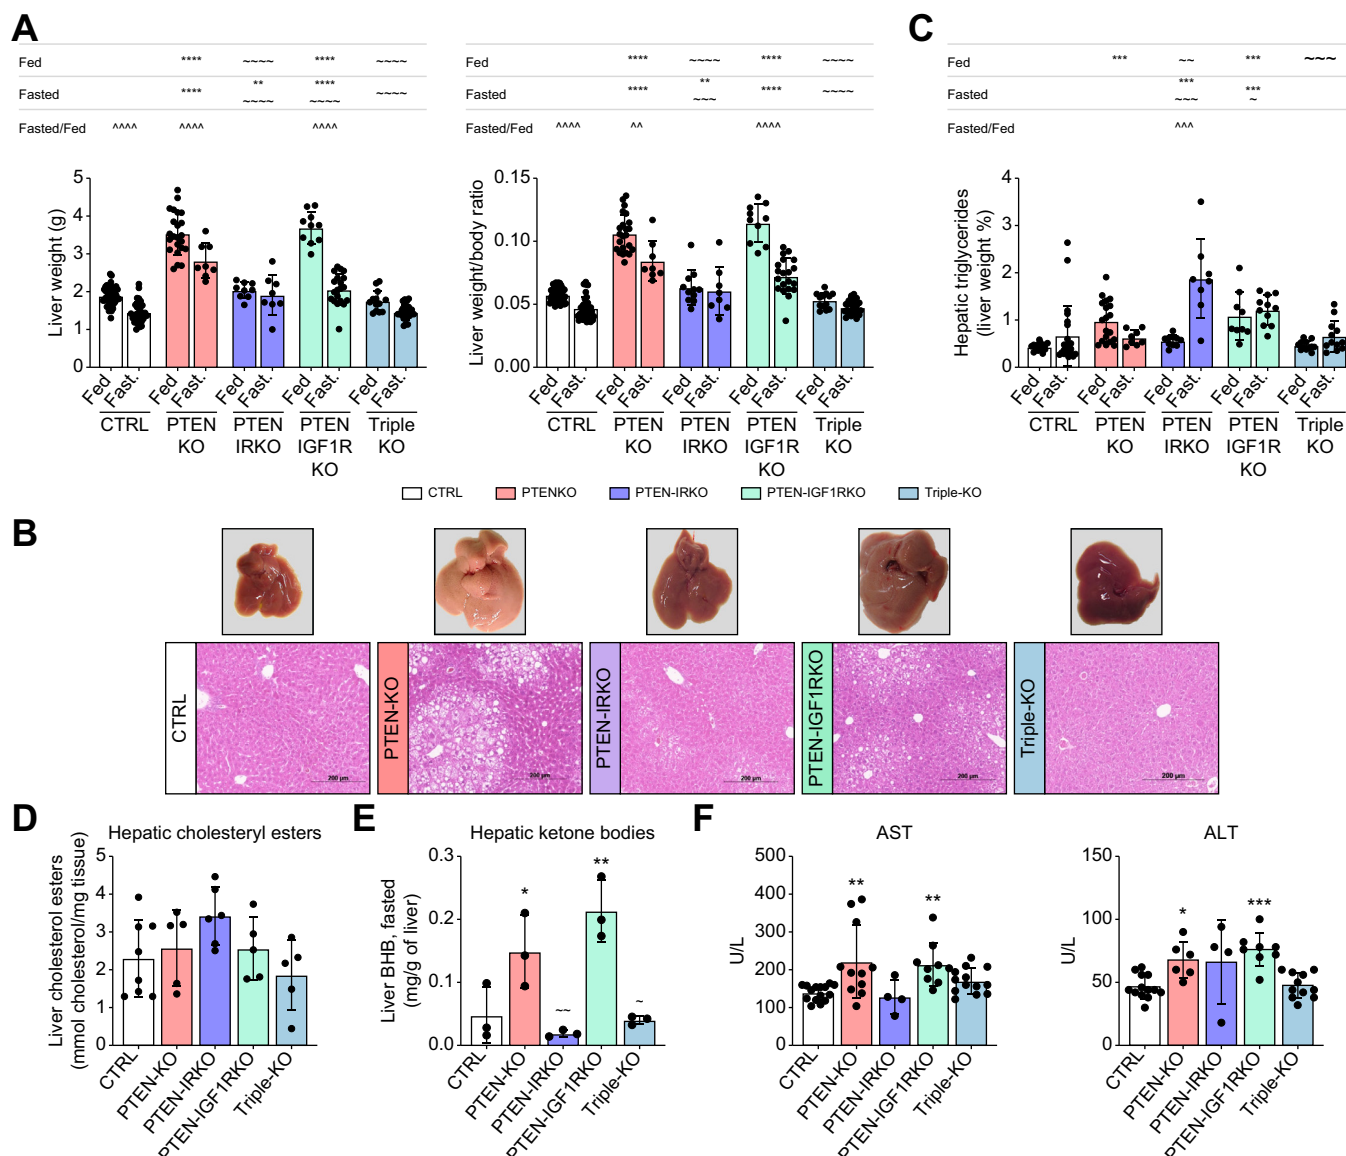 A
Fed **** ~~~~ **** ~~~~
Fasted **** ** ~~~~ **** ~~~~ ~~~~
Fasted/Fed ^^^^ ^^^^ ^^^^
Liver weight (g)
5
4
3
2
1
0
Fed Fast. Fed Fast. Fed Fast. Fed Fast. Fed Fast.
CTRL PTEN KO PTEN IRKO PTEN IGF1R KO Triple KO
Fed **** ~~~~ **** ~~~~
Fasted **** ** ~~~ **** ~~~~
Fasted/Fed ^^^^ ^^ ^^^^
Liver weight/body ratio
0.15
0.10
0.05
0.00
Fed Fast. Fed Fast. Fed Fast. Fed Fast. Fed Fast.
CTRL PTEN KO PTEN IRKO PTEN IGF1R KO Triple KO
C
Fed *** ~~ *** ~~~
Fasted *** ~~~ *** ~
Fasted/Fed ^^^
Hepatic triglycerides
(liver weight %)
4
3
2
1
0
Fed Fast. Fed Fast. Fed Fast. Fed Fast. Fed Fast.
CTRL PTEN KO PTEN IRKO PTEN IGF1R KO Triple KO
CTRL PTENKO PTEN-IRKO PTEN-IGF1RKO Triple-KO
B
CTRL
200 µm
PTEN-KO
200 µm
PTEN-IRKO
200 µm
PTEN-IGF1RKO
200 µm
Triple-KO
200 µm
D
Hepatic cholesteryl esters
Liver cholesterol esters
(mmol cholesterol/mg tissue)
5
4
3
2
1
0
CTRL
PTEN-KO
PTEN-IRKO
PTEN-IGF1RKO
Triple-KO
E
Hepatic ketone bodies
Liver BHB, fasted
(mg/g of liver)
0.3
0.2
0.1
0.0
* ~~ ** ~
CTRL
PTEN-KO
PTEN-IRKO
PTEN-IGF1RKO
Triple-KO
F
AST
U/L
500
400
300
200
100
0
** **
CTRL
PTEN-KO
PTEN-IRKO
PTEN-IGF1RKO
Triple-KO
ALT
U/L
150
100
50
0
* ***
CTRL
PTEN-KO
PTEN-IRKO
PTEN-IGF1RKO
Triple-KO